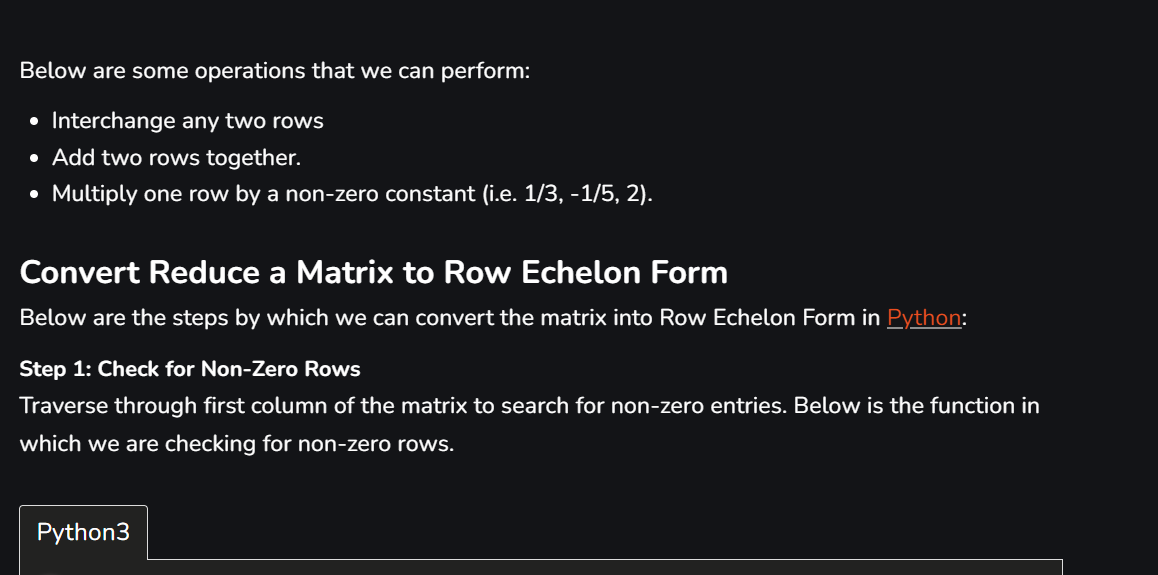 Below are some operations that we can perform:
• Interchange any two rows
• Add two rows together.
• Multiply one row by a non-zero constant (i.e. 1/3, -1/5, 2).
Convert Reduce a Matrix to Row Echelon Form
Below are the steps by which we can convert the matrix into Row Echelon Form in Python:
Step 1: Check for Non-Zero Rows
Traverse through first column of the matrix to search for non-zero entries. Below is the function in
which we are checking for non-zero rows.
Python3